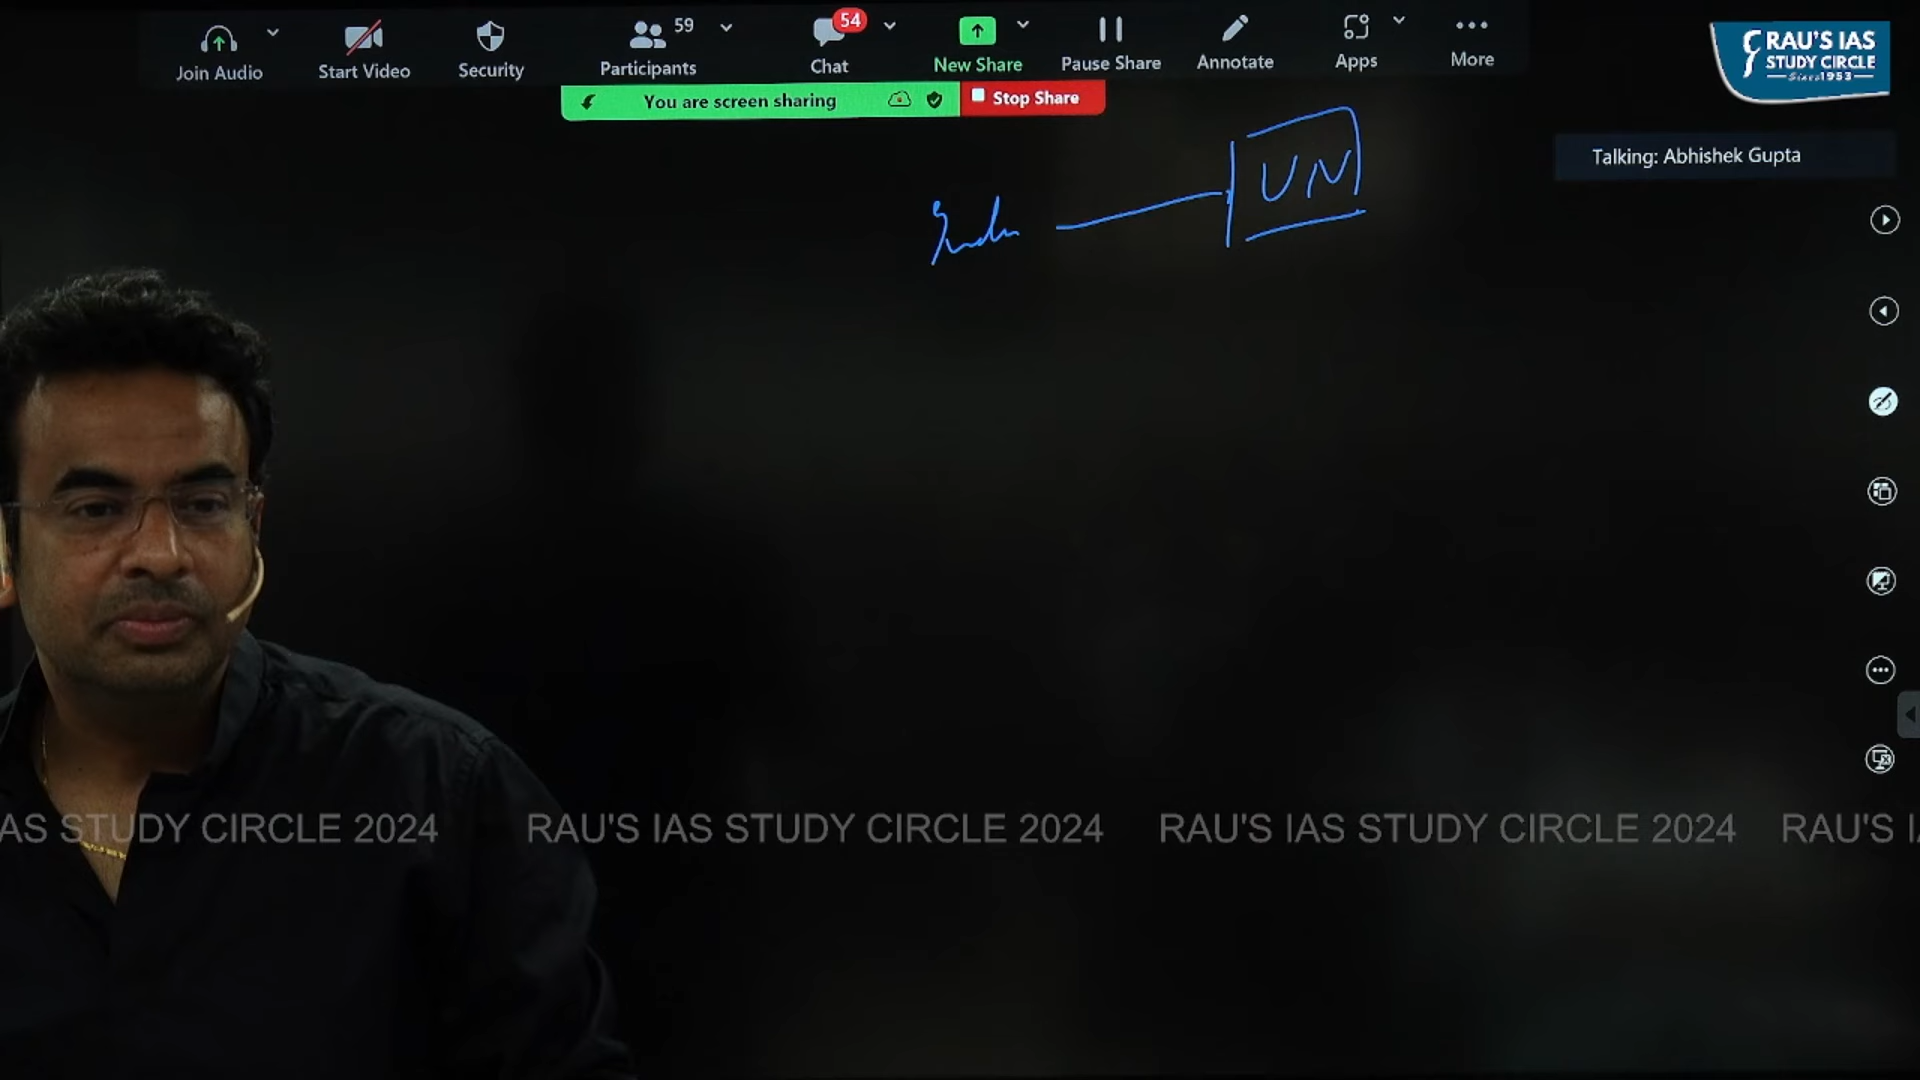 Join Audio
Start Video
Security
Participants 59
Chat 54
New Share
Pause Share
Annotate
Apps
More
You are screen sharing
Stop Share
RAU'S IAS
STUDY CIRCLE
Since 1953
Talking: Abhishek Gupta
India
UN
AS STUDY CIRCLE 2024 RAU'S IAS STUDY CIRCLE 2024 RAU'S IAS STUDY CIRCLE 2024 RAU'S I